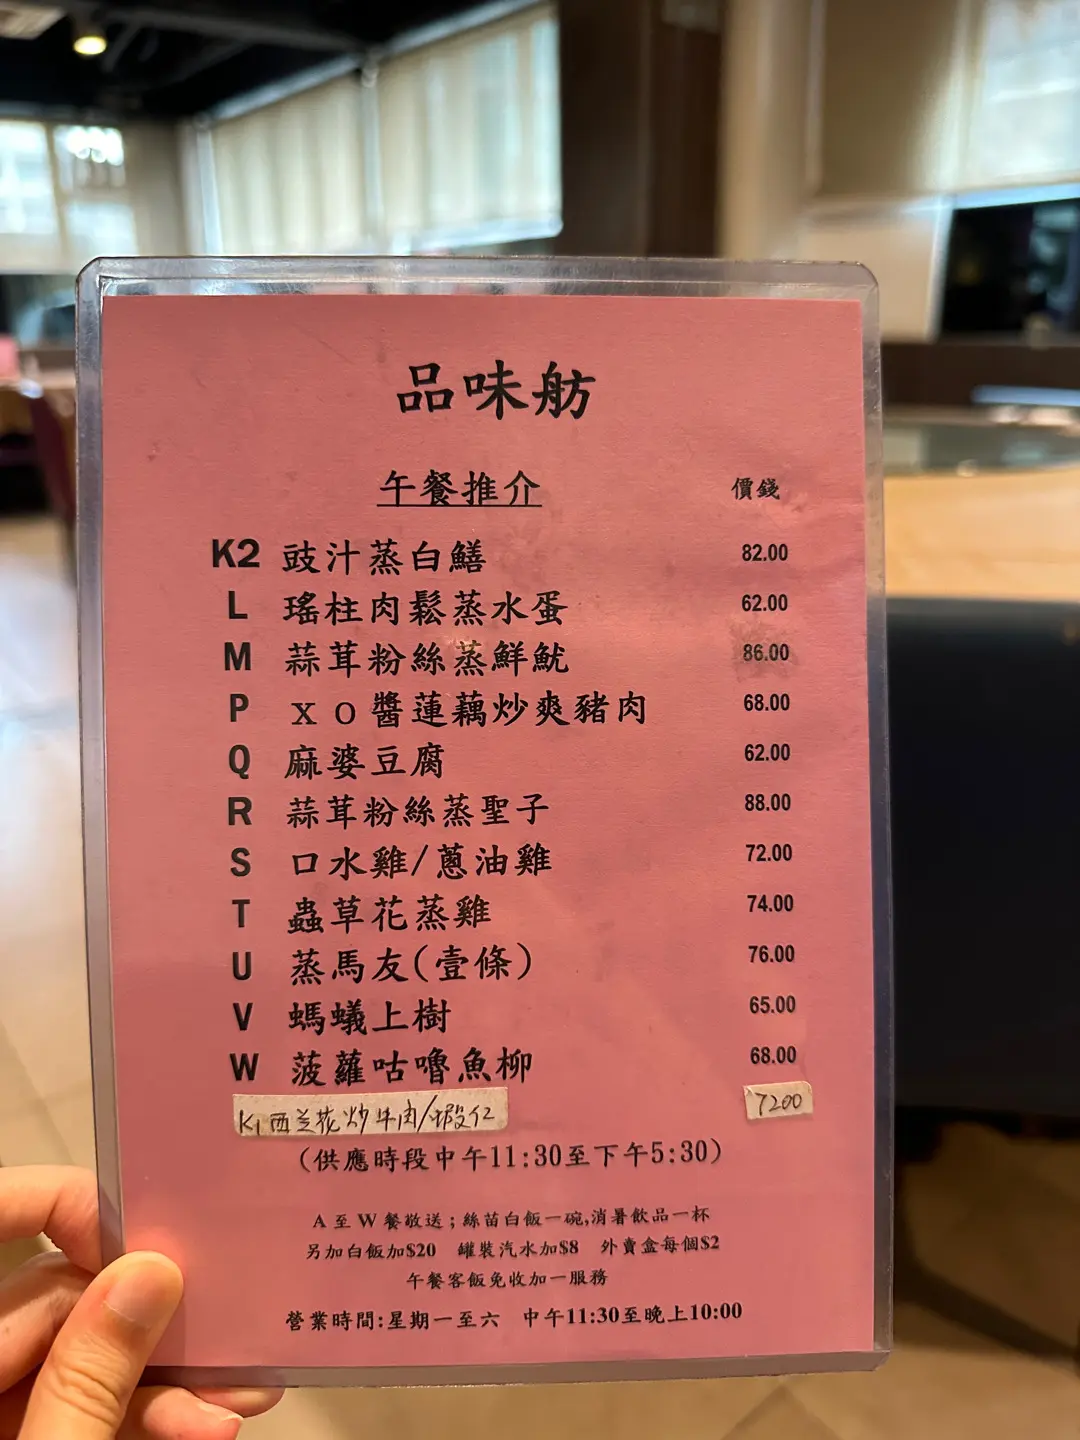 品味舫
午餐推介 價錢
K2 豉汁蒸白鱔 82.00
L 瑤柱肉鬆蒸水蛋 62.00
M 蒜茸粉絲蒸鮮魷 86.00
P XO醬蓮藕炒爽豬肉 68.00
Q 麻婆豆腐 62.00
R 蒜茸粉絲蒸聖子 88.00
S 口水雞/蔥油雞 72.00
T 蟲草花蒸雞 74.00
U 蒸馬友(壹條) 76.00
V 螞蟻上樹 65.00
W 菠蘿咕嚕魚柳 68.00
K1 西兰花炒牛肉/蝦仁 7200
(供應時段中午11:30至下午5:30)
A 至 W 餐敬送；絲苗白飯一碗,消暑飲品一杯
另加白飯加$20 罐裝汽水加$8 外賣盒每個$2
午餐客飯免收加一服務
營業時間:星期一至六 中午11:30至晚上10:00